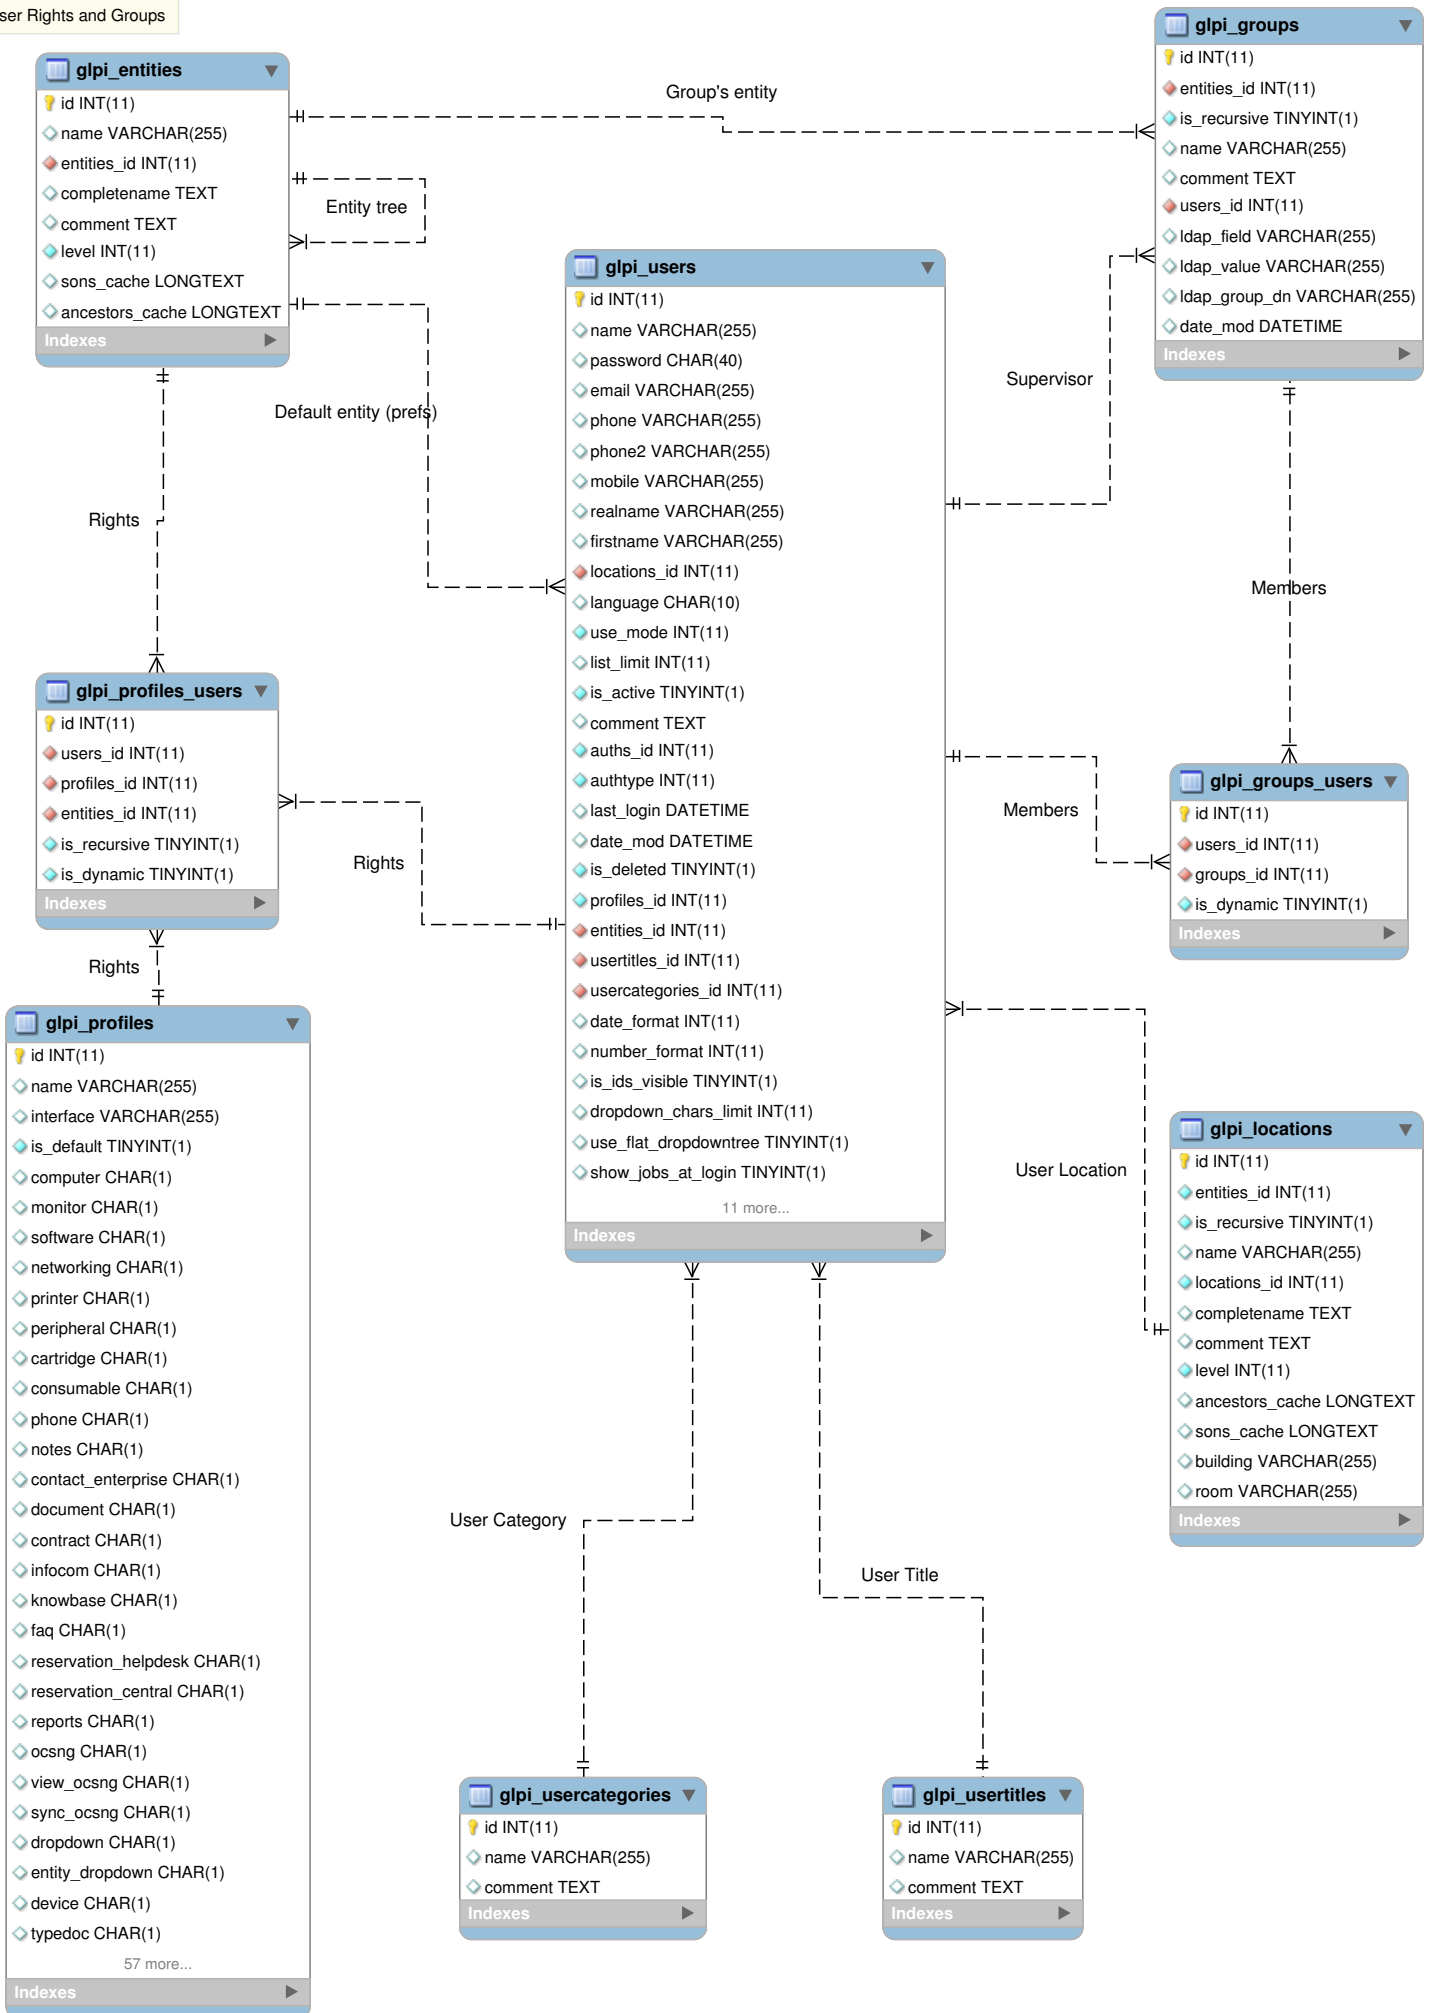 ser Rights and Groups
glpi_entities
id INT(11)
name VARCHAR(255)
entities_id INT(11)
completename TEXT
comment TEXT
level INT(11)
sons_cache LONGTEXT
ancestors_cache LONGTEXT
Indexes
Group's entity
Entity tree
Default entity (prefs)
Rights
glpi_groups
id INT(11)
entities_id INT(11)
is_recursive TINYINT(1)
name VARCHAR(255)
comment TEXT
users_id INT(11)
ldap_field VARCHAR(255)
ldap_value VARCHAR(255)
ldap_group_dn VARCHAR(255)
date_mod DATETIME
Indexes
Supervisor
Members
glpi_users
id INT(11)
name VARCHAR(255)
password CHAR(40)
email VARCHAR(255)
phone VARCHAR(255)
phone2 VARCHAR(255)
mobile VARCHAR(255)
realname VARCHAR(255)
firstname VARCHAR(255)
locations_id INT(11)
language CHAR(10)
use_mode INT(11)
list_limit INT(11)
is_active TINYINT(1)
comment TEXT
auths_id INT(11)
authtype INT(11)
last_login DATETIME
date_mod DATETIME
is_deleted TINYINT(1)
profiles_id INT(11)
entities_id INT(11)
usertitles_id INT(11)
usercategories_id INT(11)
date_format INT(11)
number_format INT(11)
is_ids_visible TINYINT(1)
dropdown_chars_limit INT(11)
use_flat_dropdowntree TINYINT(1)
show_jobs_at_login TINYINT(1)
11 more...
Indexes
glpi_profiles_users
id INT(11)
users_id INT(11)
profiles_id INT(11)
entities_id INT(11)
is_recursive TINYINT(1)
is_dynamic TINYINT(1)
Indexes
Rights
Rights
Members
glpi_groups_users
id INT(11)
users_id INT(11)
groups_id INT(11)
is_dynamic TINYINT(1)
Indexes
glpi_profiles
id INT(11)
name VARCHAR(255)
interface VARCHAR(255)
is_default TINYINT(1)
computer CHAR(1)
monitor CHAR(1)
software CHAR(1)
networking CHAR(1)
printer CHAR(1)
peripheral CHAR(1)
cartridge CHAR(1)
consumable CHAR(1)
phone CHAR(1)
notes CHAR(1)
contact_enterprise CHAR(1)
document CHAR(1)
contract CHAR(1)
infocom CHAR(1)
knowbase CHAR(1)
faq CHAR(1)
reservation_helpdesk CHAR(1)
reservation_central CHAR(1)
reports CHAR(1)
ocsng CHAR(1)
view_ocsng CHAR(1)
sync_ocsng CHAR(1)
dropdown CHAR(1)
entity_dropdown CHAR(1)
device CHAR(1)
typedoc CHAR(1)
57 more...
Indexes
User Location
glpi_locations
id INT(11)
entities_id INT(11)
is_recursive TINYINT(1)
name VARCHAR(255)
locations_id INT(11)
completename TEXT
comment TEXT
level INT(11)
ancestors_cache LONGTEXT
sons_cache LONGTEXT
building VARCHAR(255)
room VARCHAR(255)
Indexes
User Category
User Title
glpi_usercategories
id INT(11)
name VARCHAR(255)
comment TEXT
Indexes
glpi_usertitles
id INT(11)
name VARCHAR(255)
comment TEXT
Indexes